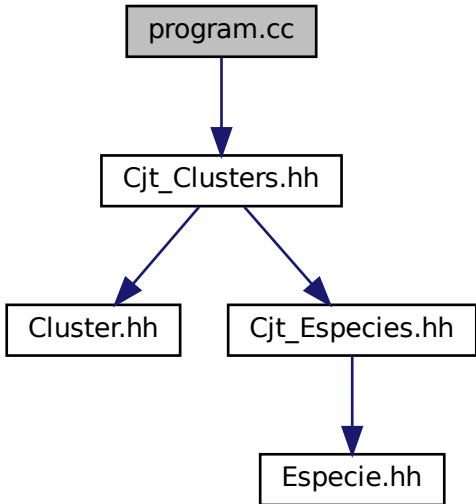 program.cc
Cjt_Clusters.hh
Cluster.hh
Cjt_Especies.hh
Especie.hh